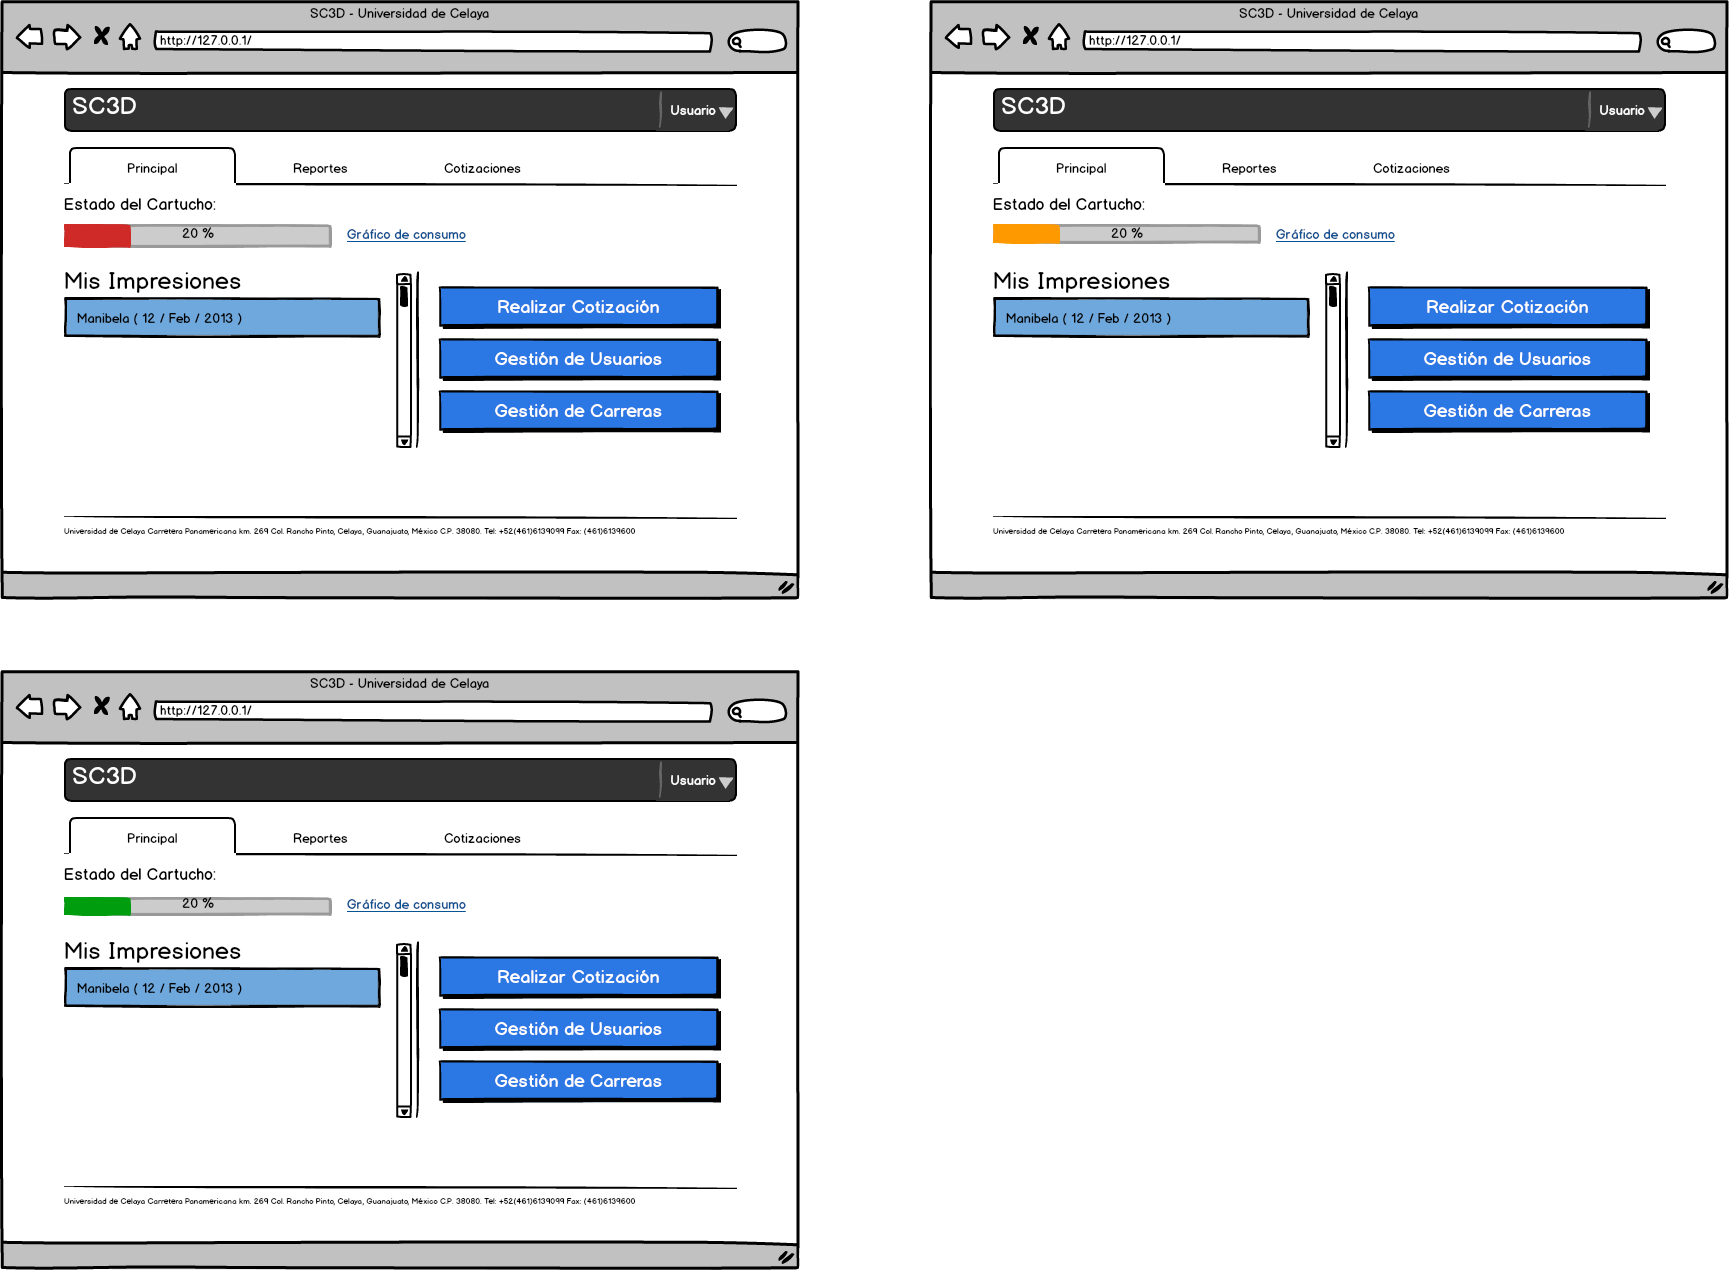 SC3D - Universidad de Celaya
http://127.0.0.1/
SC3D
Usuario
Principal
Reportes
Cotizaciones
Estado del Cartucho:
20 %
Gráfico de consumo
Mis Impresiones
Manibela ( 12 / Feb / 2013 )
Realizar Cotización
Gestión de Usuarios
Gestión de Carreras
Universidad de Celaya Carretera Panamericana km. 269 Col. Rancho Pinto, Celaya, Guanajuato, México C.P. 38080. Tel: +52(461)6139099 Fax: (461)6139600
SC3D - Universidad de Celaya
http://127.0.0.1/
SC3D
Usuario
Principal
Reportes
Cotizaciones
Estado del Cartucho:
20 %
Gráfico de consumo
Mis Impresiones
Manibela ( 12 / Feb / 2013 )
Realizar Cotización
Gestión de Usuarios
Gestión de Carreras
Universidad de Celaya Carretera Panamericana km. 269 Col. Rancho Pinto, Celaya, Guanajuato, México C.P. 38080. Tel: +52(461)6139099 Fax: (461)6139600
SC3D - Universidad de Celaya
http://127.0.0.1/
SC3D
Usuario
Principal
Reportes
Cotizaciones
Estado del Cartucho:
20 %
Gráfico de consumo
Mis Impresiones
Manibela ( 12 / Feb / 2013 )
Realizar Cotización
Gestión de Usuarios
Gestión de Carreras
Universidad de Celaya Carretera Panamericana km. 269 Col. Rancho Pinto, Celaya, Guanajuato, México C.P. 38080. Tel: +52(461)6139099 Fax: (461)6139600